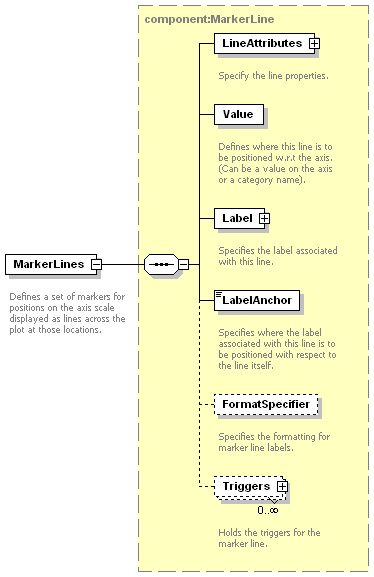 component:MarkerLine
LineAttributes
Specify the line properties.
Value
Defines where this line is to
be positioned w.r.t the axis.
(Can be a value on the axis
or a category name).
Label
Specifies the label associated
with this line.
MarkerLines
Defines a set of markers for
positions on the axis scale
displayed as lines across the
plot at those locations.
LabelAnchor
Specifies where the label
associated with this line is to
be positioned with respect to
the line itself.
FormatSpecifier
Specifies the formatting for
marker line labels.
Triggers
0..∞
Holds the triggers for the
marker line.